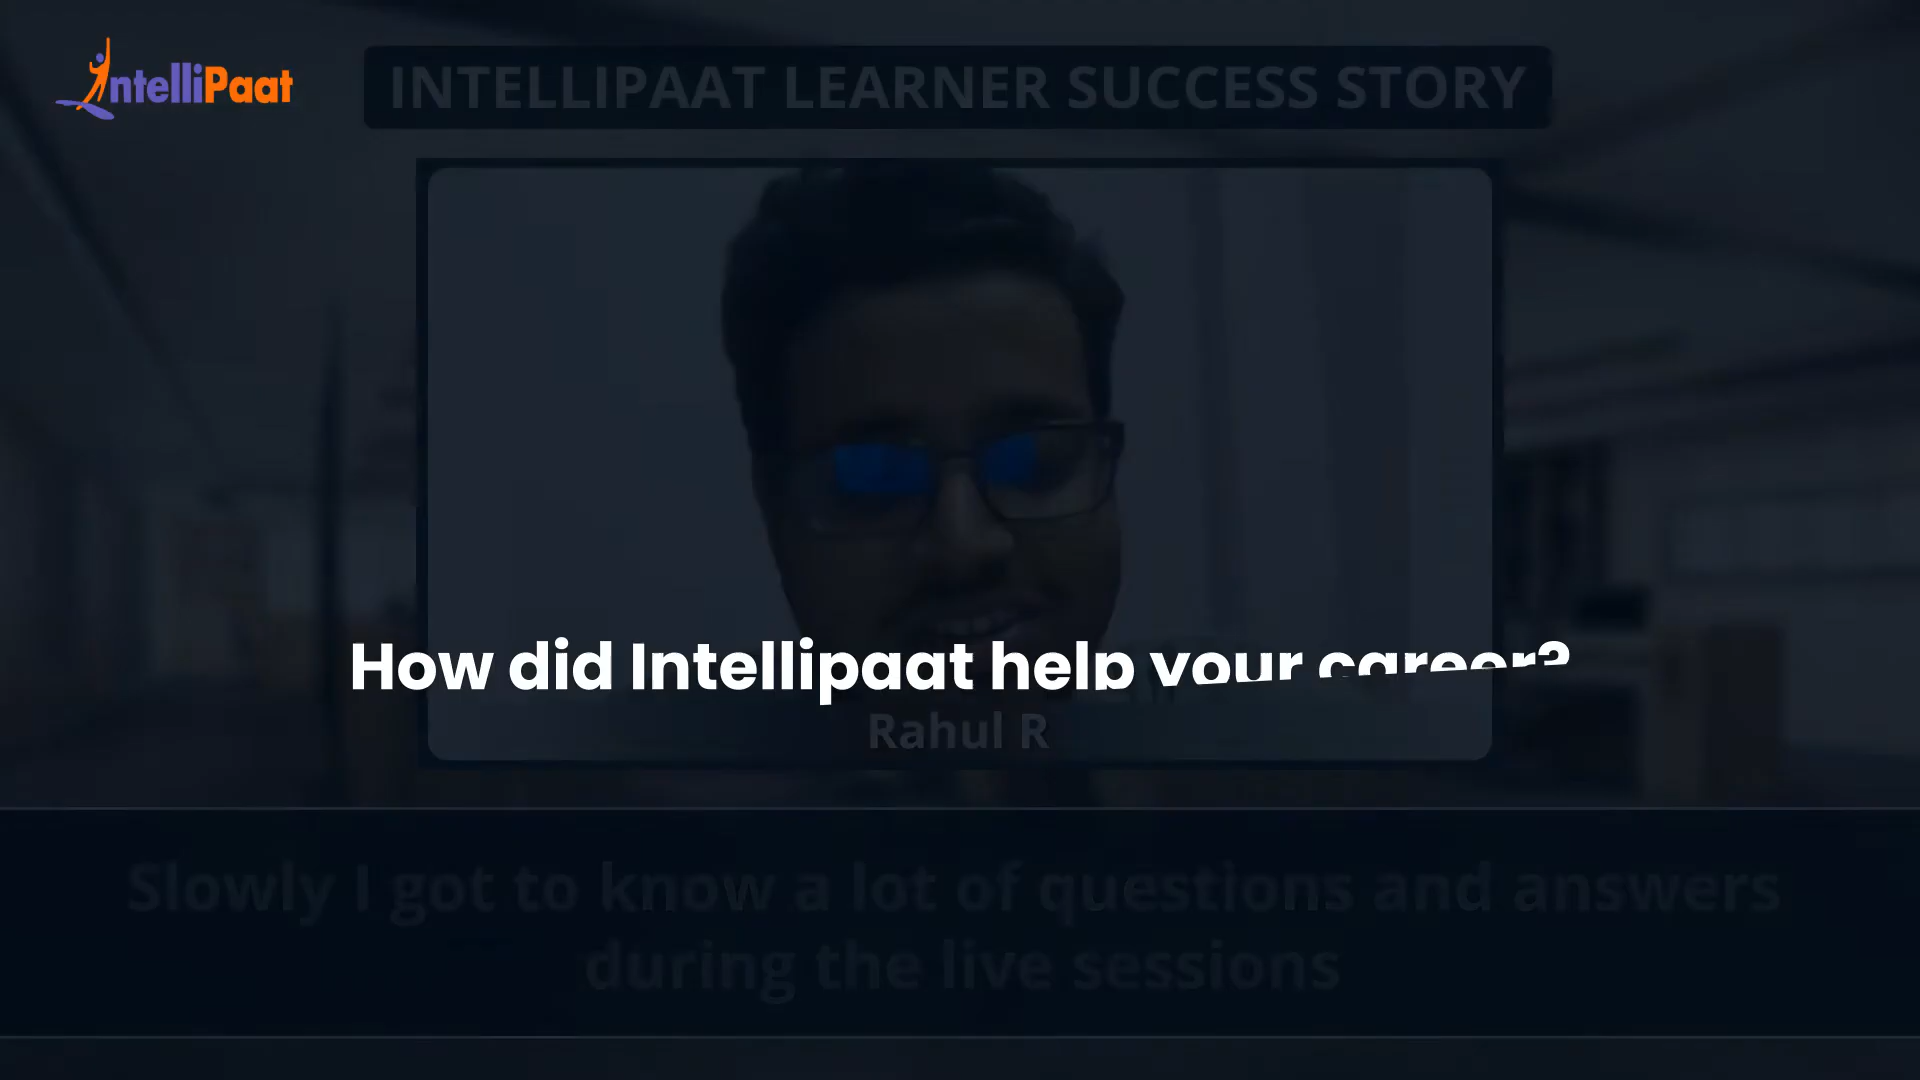 IntelliPaat
INTELLIPAAT LEARNER SUCCESS STORY
How did Intellipaat help your career?
Rahul R
Slowly I got to know a lot of questions and answers
during the live sessions